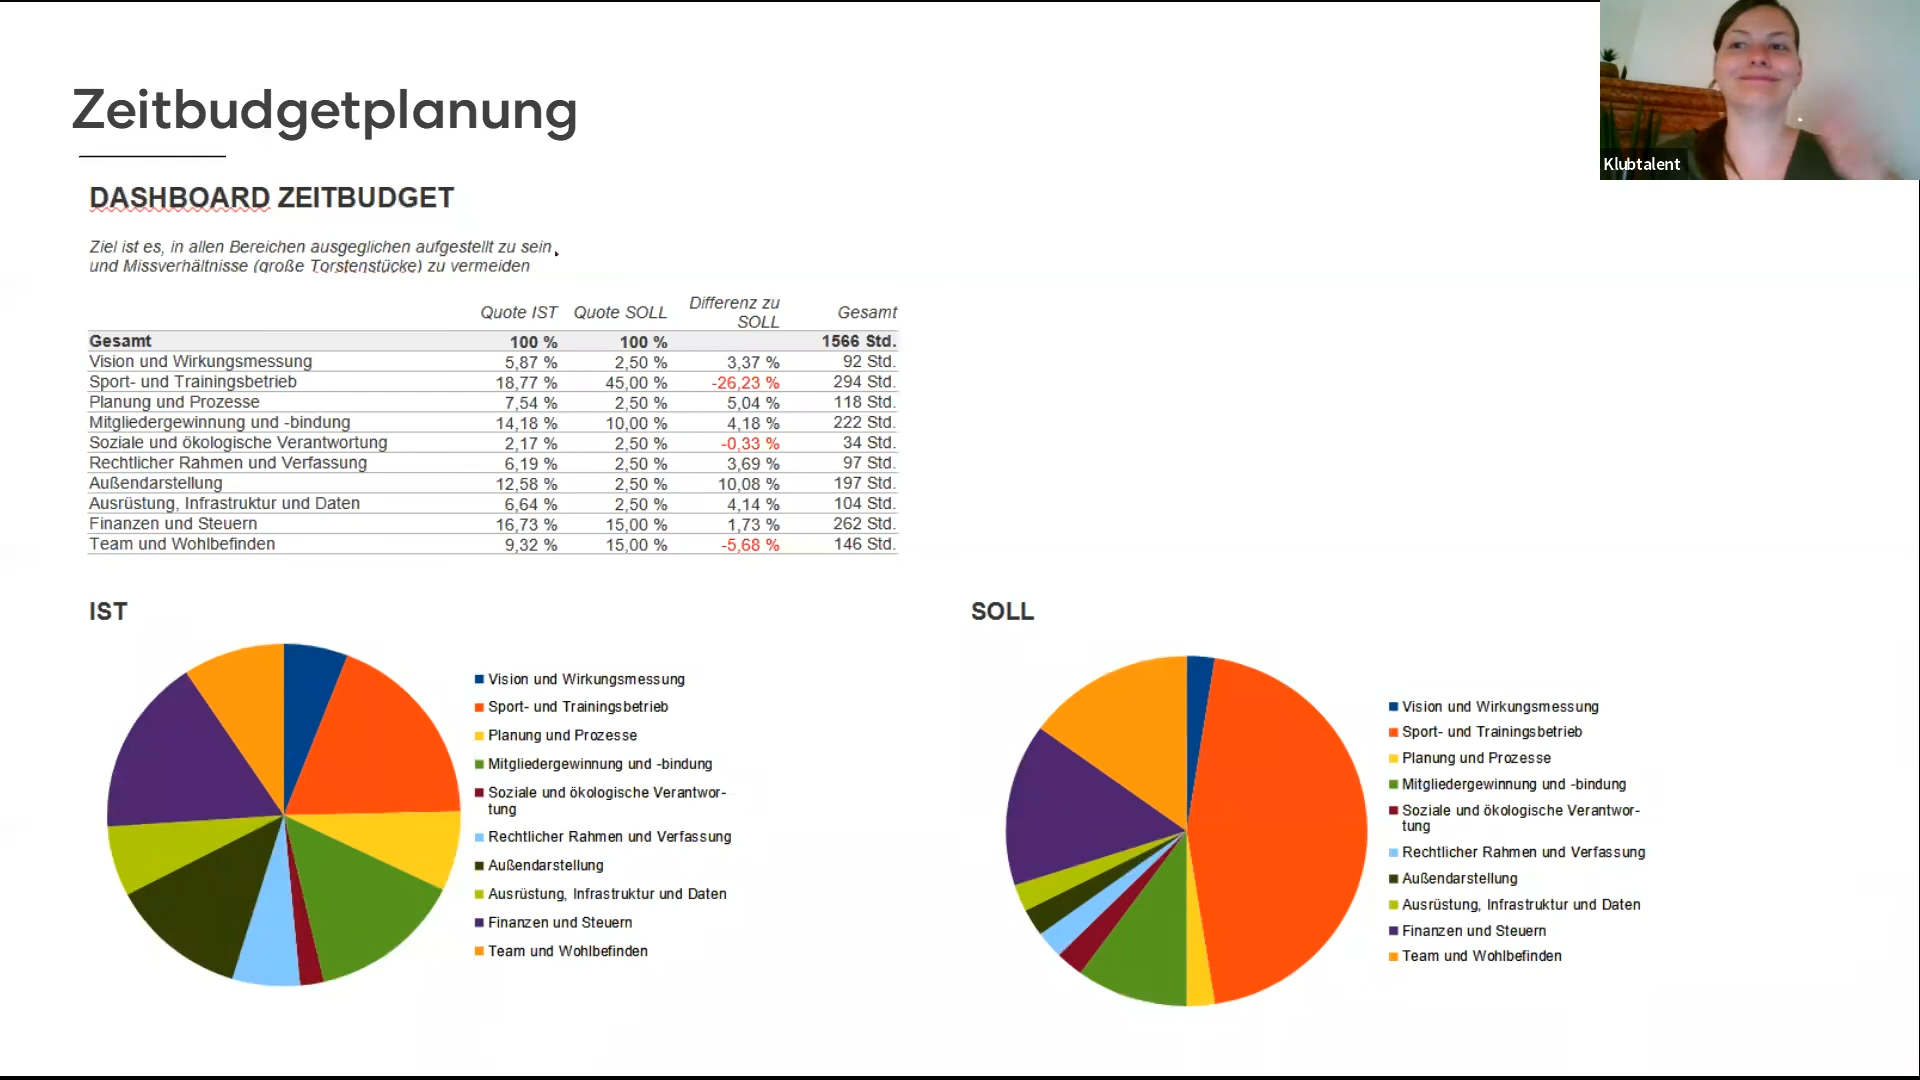 Klubtalent
Zeitbudgetplanung
DASHBOARD ZEITBUDGET
Ziel ist es, in allen Bereichen ausgeglichen aufgestellt zu sein
und Missverhältnisse (große Torstenstücke) zu vermeiden
Quote IST Quote SOLL Differenz zu SOLL Gesamt
Gesamt 100 % 100 % 1566 Std.
Vision und Wirkungsmessung 5,87 % 2,50 % 3,37 % 92 Std.
Sport- und Trainingsbetrieb 18,77 % 45,00 % -26,23 % 294 Std.
Planung und Prozesse 7,54 % 2,50 % 5,04 % 118 Std.
Mitgliedergewinnung und -bindung 14,18 % 10,00 % 4,18 % 222 Std.
Soziale und ökologische Verantwortung 2,17 % 2,50 % -0,33 % 34 Std.
Rechtlicher Rahmen und Verfassung 6,19 % 2,50 % 3,69 % 97 Std.
Außendarstellung 12,58 % 2,50 % 10,08 % 197 Std.
Ausrüstung, Infrastruktur und Daten 6,64 % 2,50 % 4,14 % 104 Std.
Finanzen und Steuern 16,73 % 15,00 % 1,73 % 262 Std.
Team und Wohlbefinden 9,32 % 15,00 % -5,68 % 146 Std.
IST
Vision und Wirkungsmessung
Sport- und Trainingsbetrieb
Planung und Prozesse
Mitgliedergewinnung und -bindung
Soziale und ökologische Verantwor-
tung
Rechtlicher Rahmen und Verfassung
Außendarstellung
Ausrüstung, Infrastruktur und Daten
Finanzen und Steuern
Team und Wohlbefinden
SOLL
Vision und Wirkungsmessung
Sport- und Trainingsbetrieb
Planung und Prozesse
Mitgliedergewinnung und -bindung
Soziale und ökologische Verantwor-
tung
Rechtlicher Rahmen und Verfassung
Außendarstellung
Ausrüstung, Infrastruktur und Daten
Finanzen und Steuern
Team und Wohlbefinden